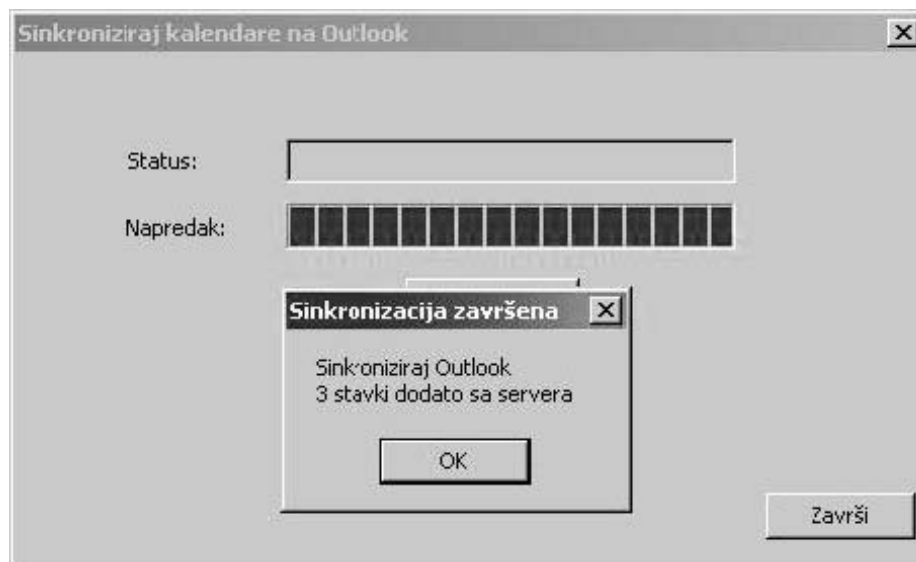 Sinkroniziraj kalendare na Outlook
Status:
Napredak:
Sinkronizacija završena
Sinkroniziraj Outlook
3 stavki dodato sa servera
OK
Završi